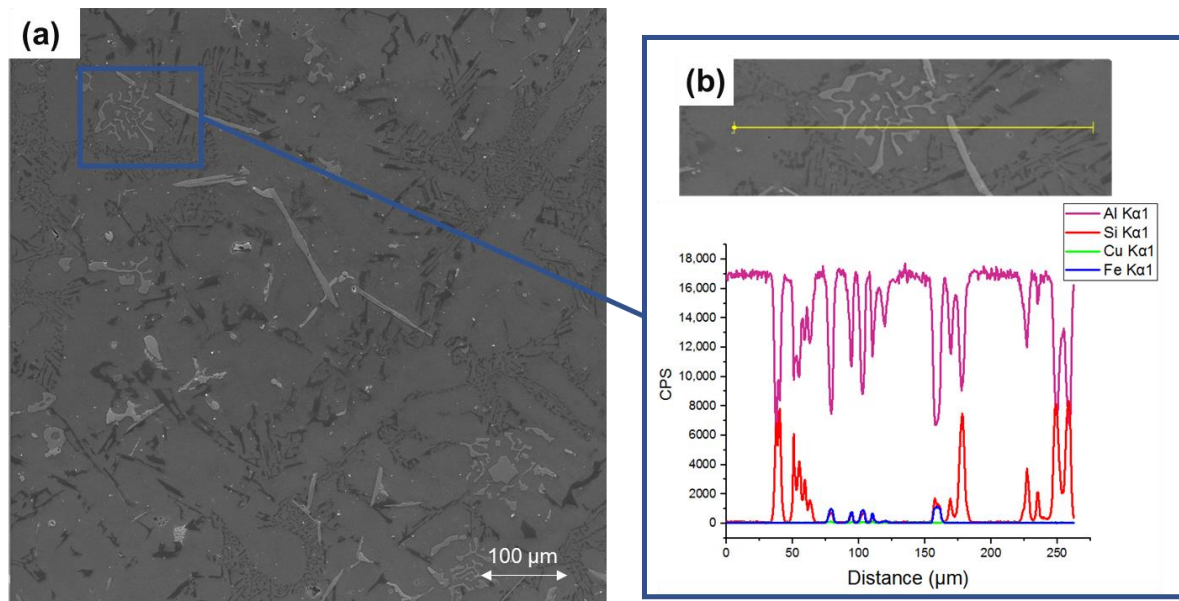 (a)
100 µm
(b)
Al Kα1
Si Kα1
Cu Kα1
Fe Kα1
18,000
16,000
14,000
12,000
10,000
8000
6000
4000
2000
0
CPS
0 50 100 150 200 250
Distance (µm)